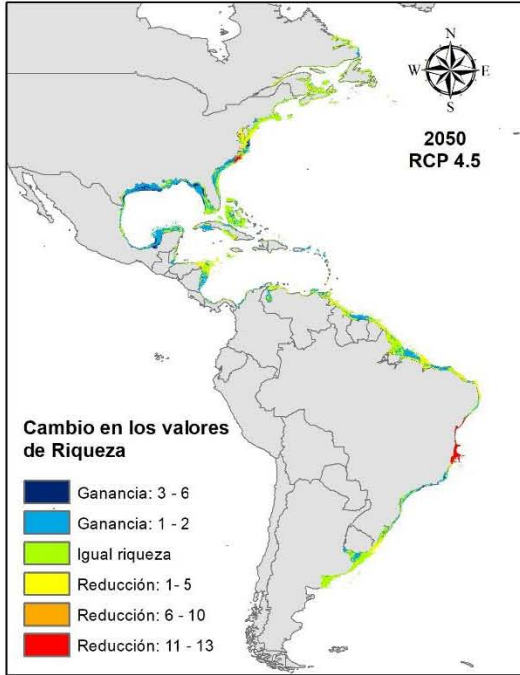 N
W E
S
2050
RCP 4.5
Cambio en los valores
de Riqueza
Ganancia: 3 - 6
Ganancia: 1 - 2
Igual riqueza
Reducción: 1- 5
Reducción: 6 - 10
Reducción: 11 - 13